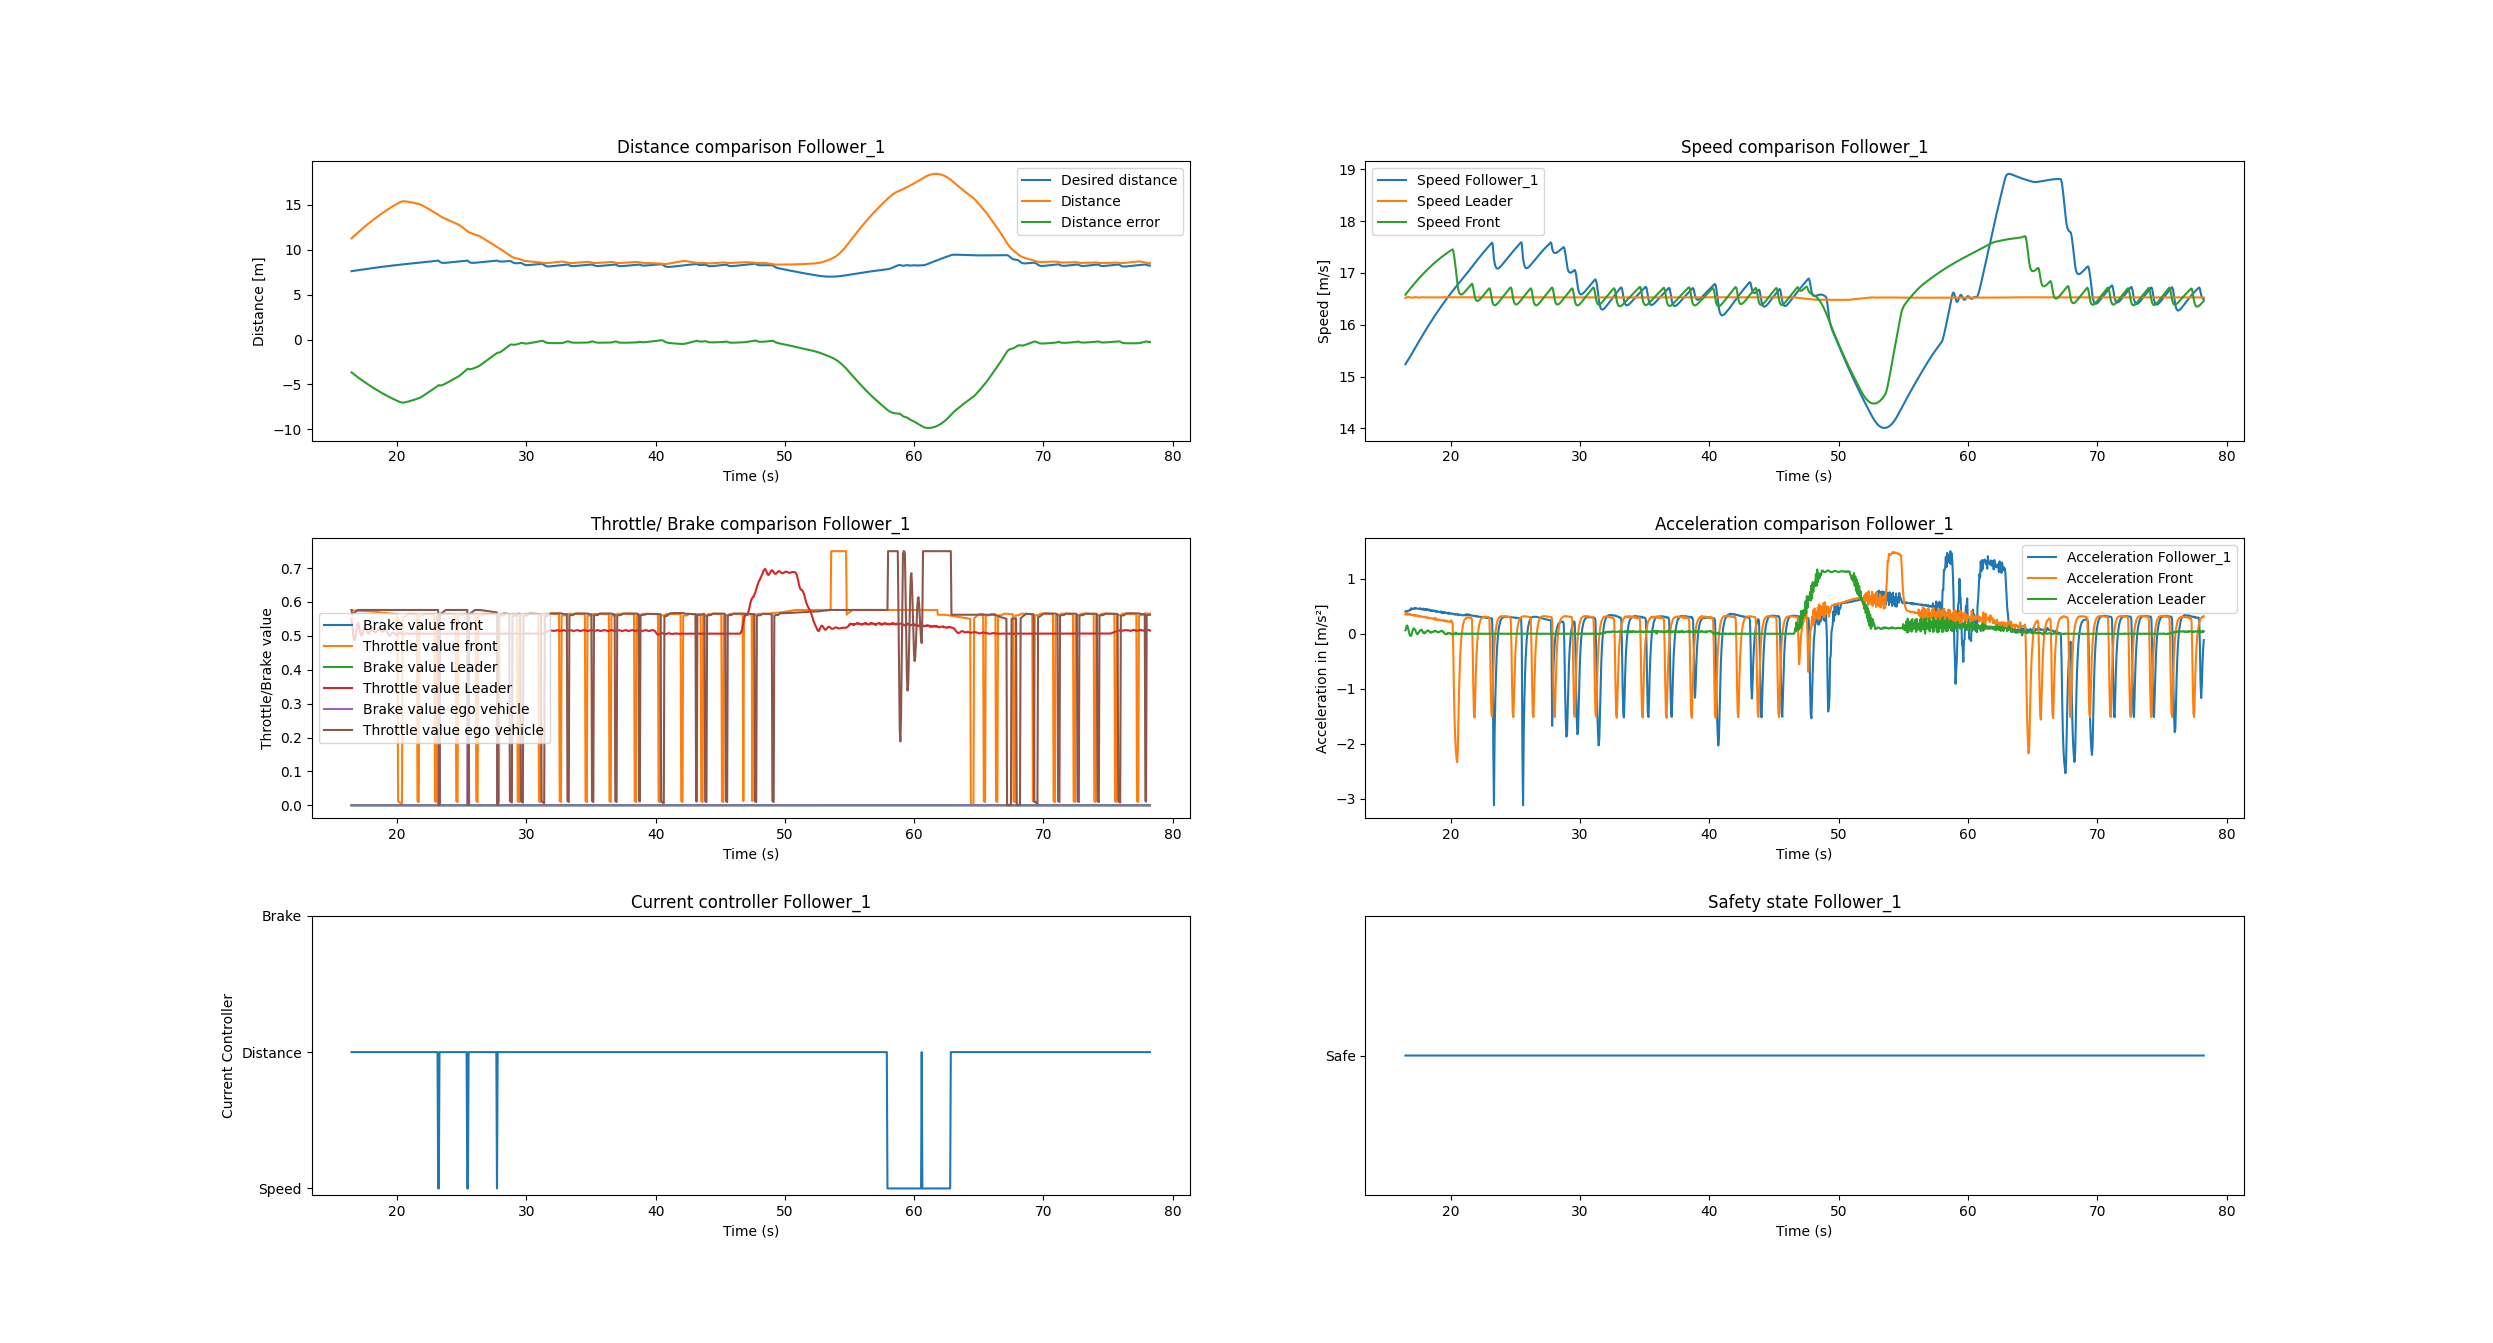 Distance comparison Follower_1
Distance [m]
15
10
5
0
−5
−10
Desired distance
Distance
Distance error
20 30 40 50 60 70 80
Time (s)
Speed comparison Follower_1
Speed [m/s]
19
18
17
16
15
14
Speed Follower_1
Speed Leader
Speed Front
20 30 40 50 60 70 80
Time (s)
Throttle/ Brake comparison Follower_1
Throttle/Brake value
0.7
0.6
0.5
0.4
0.3
0.2
0.1
0.0
Brake value front
Throttle value front
Brake value Leader
Throttle value Leader
Brake value ego vehicle
Throttle value ego vehicle
20 30 40 50 60 70 80
Time (s)
Acceleration comparison Follower_1
Acceleration in [m/s²]
1
0
−1
−2
−3
Acceleration Follower_1
Acceleration Front
Acceleration Leader
20 30 40 50 60 70 80
Time (s)
Current controller Follower_1
Current Controller
Brake
Distance
Speed
20 30 40 50 60 70 80
Time (s)
Safety state Follower_1
Safe
20 30 40 50 60 70 80
Time (s)